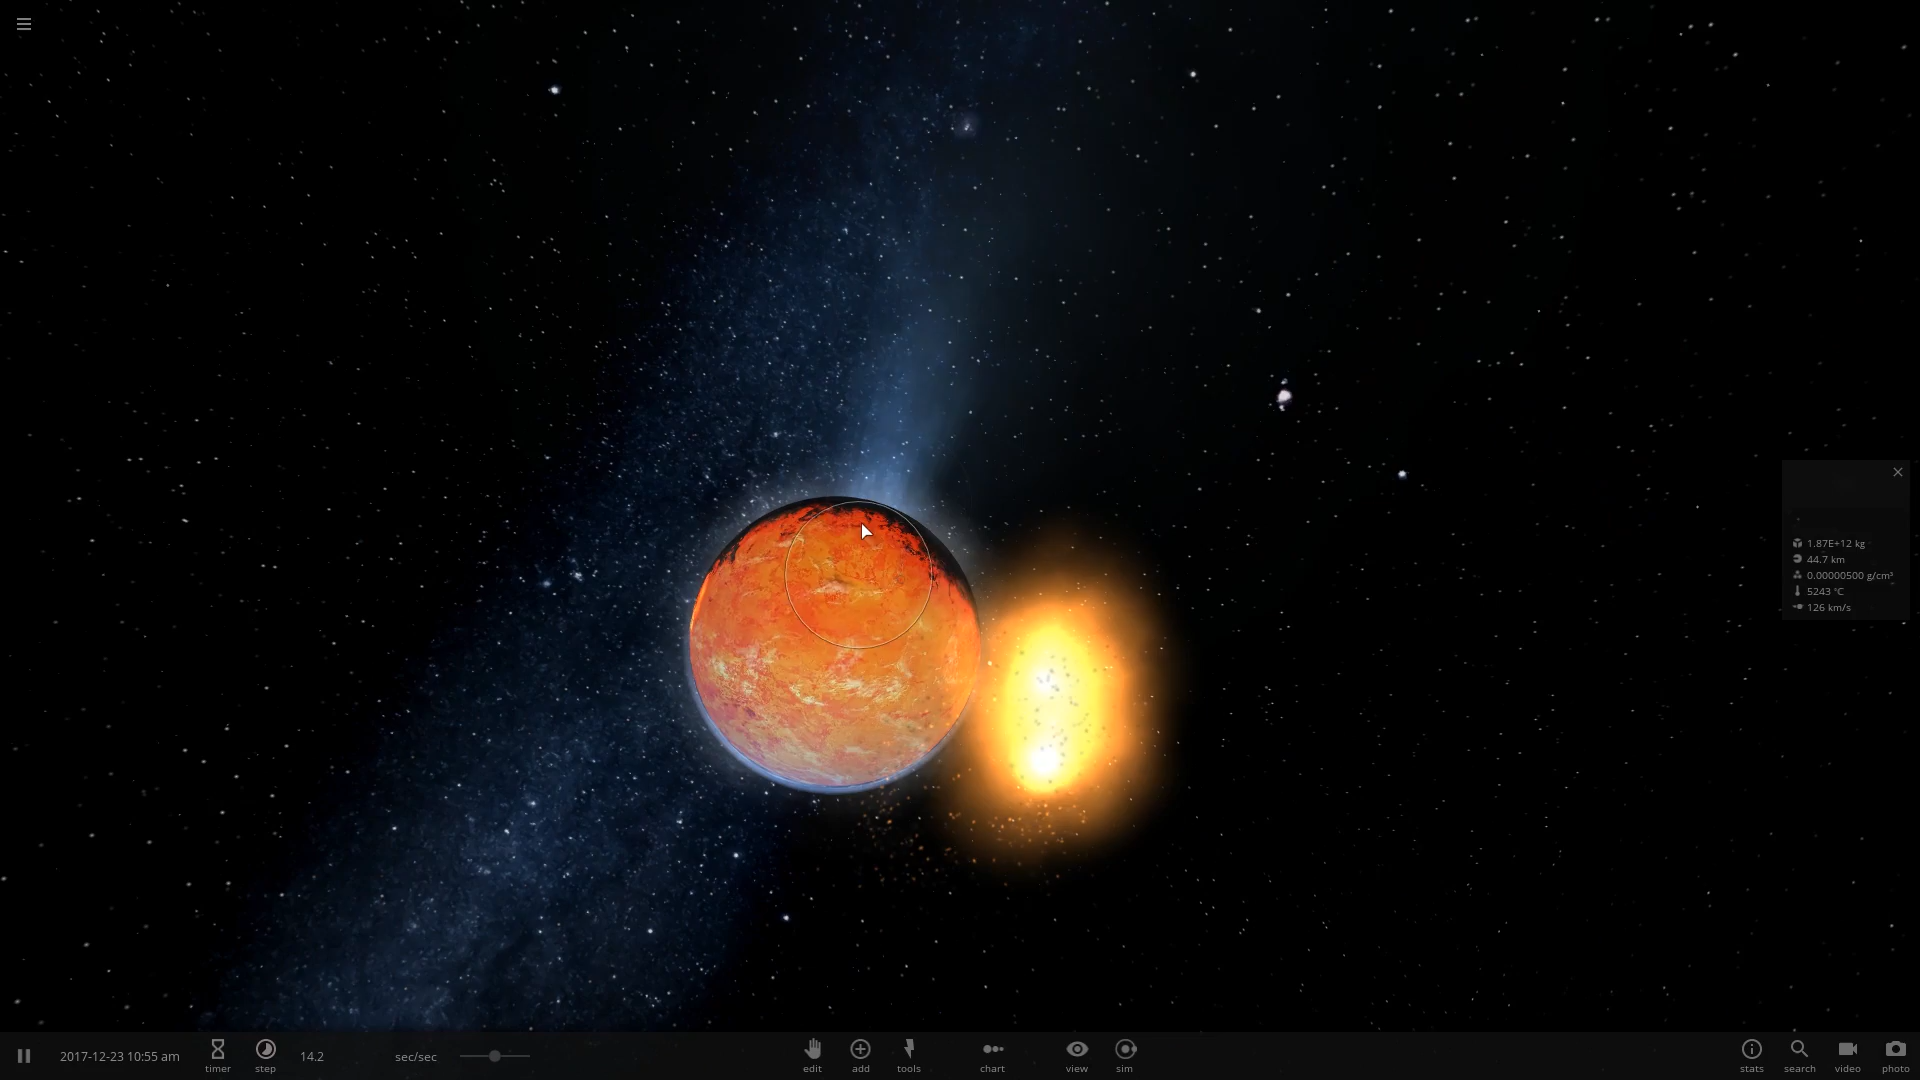 1.87E+12 kg
44.7 km
0.00000500 g/cm³
5243 °C
126 km/s
2017-12-23 10:55 am
timer
step
14.2
sec/sec
edit
add
tools
chart
view
sim
stats
search
video
photo